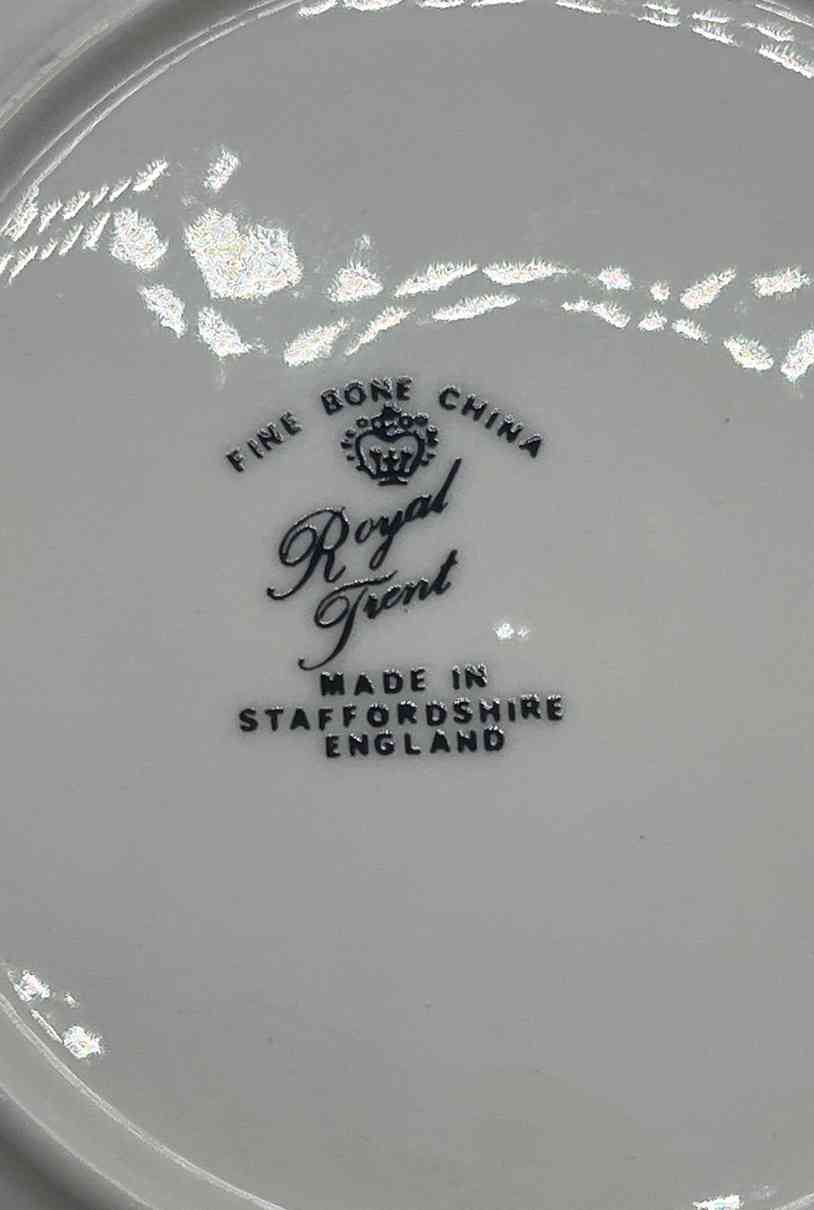 FINE BONE CHINA
Royal
Trent
MADE IN
STAFFORDSHIRE
ENGLAND